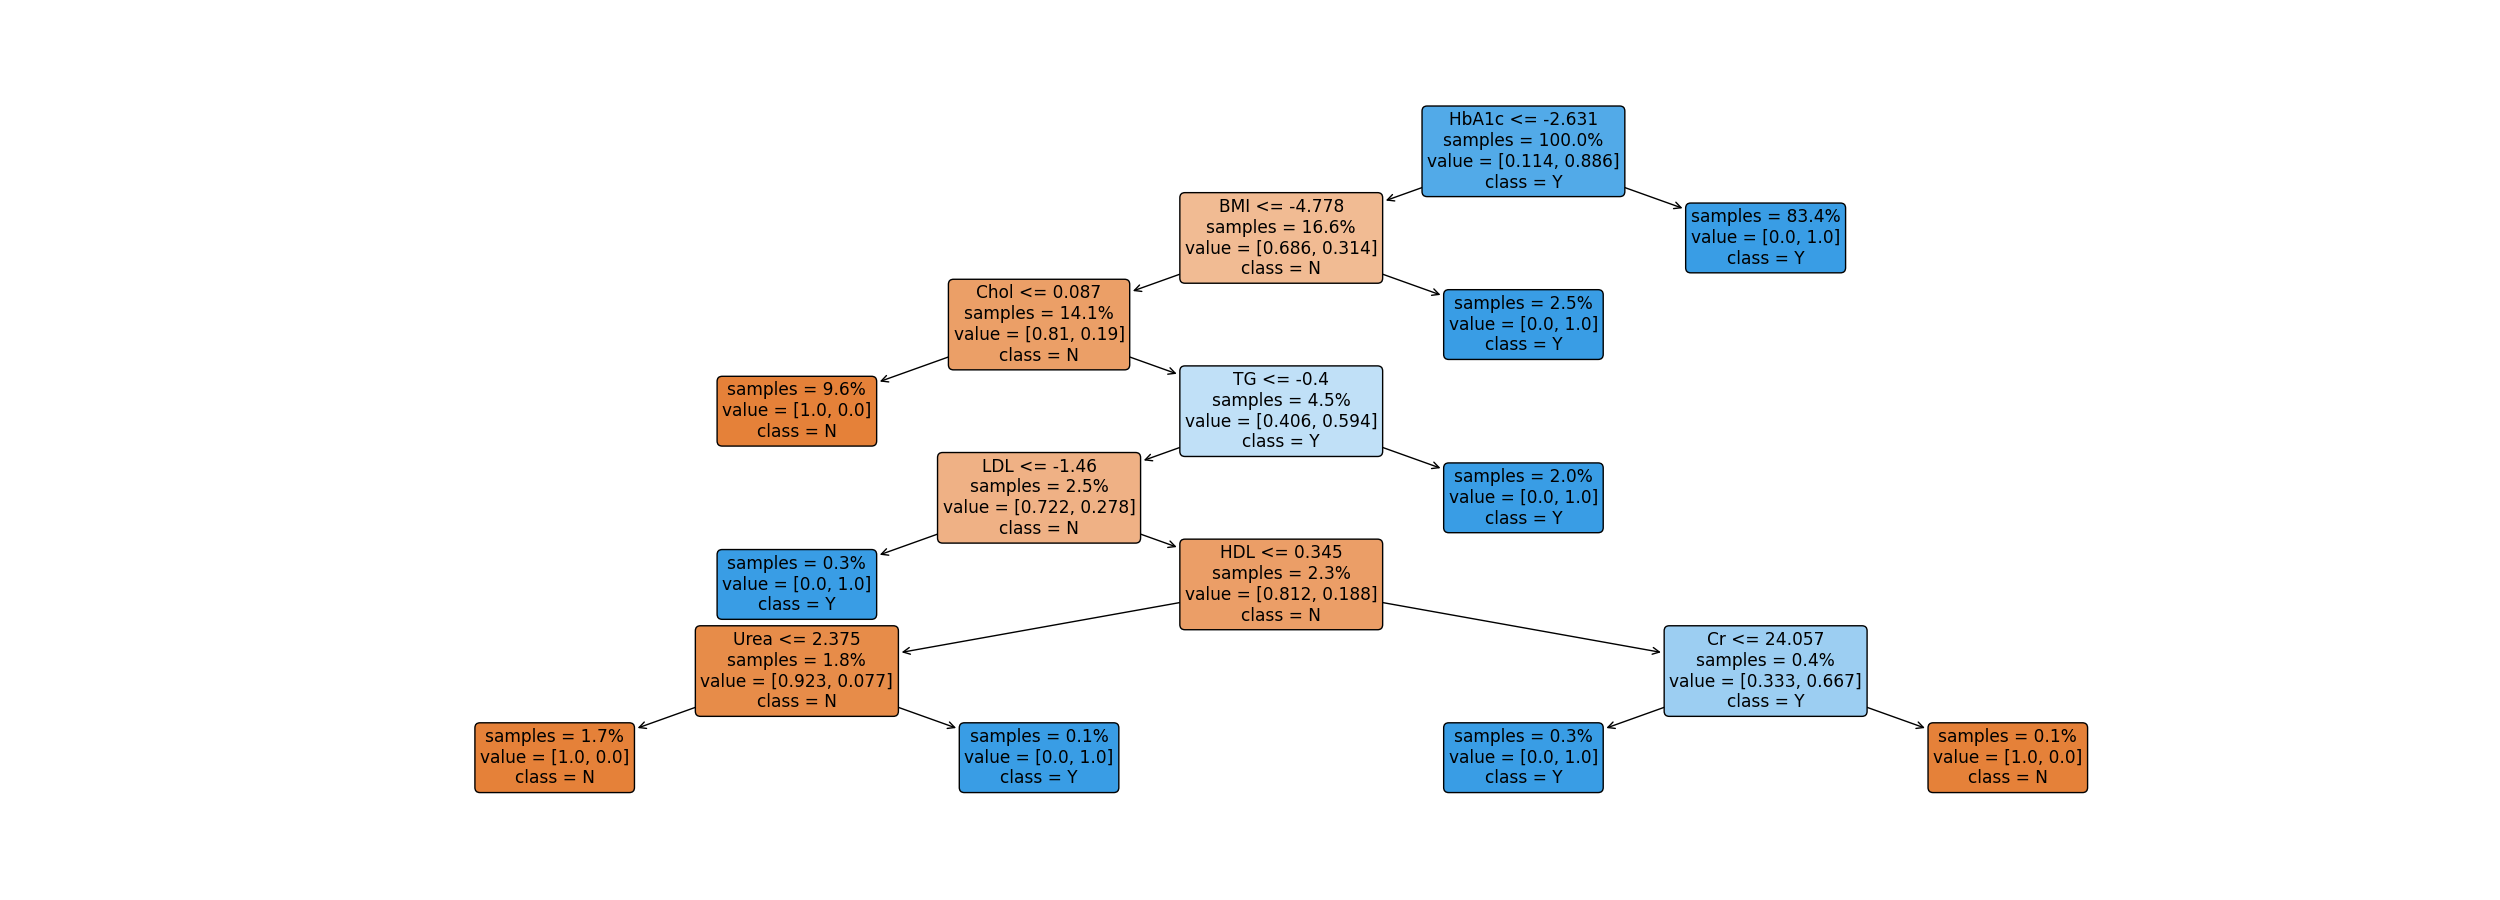 HbA1c <= -2.631
samples = 100.0%
value = [0.114, 0.886]
class = Y
BMI <= -4.778
samples = 16.6%
value = [0.686, 0.314]
class = N
samples = 83.4%
value = [0.0, 1.0]
class = Y
Chol <= 0.087
samples = 14.1%
value = [0.81, 0.19]
class = N
samples = 2.5%
value = [0.0, 1.0]
class = Y
samples = 9.6%
value = [1.0, 0.0]
class = N
TG <= -0.4
samples = 4.5%
value = [0.406, 0.594]
class = Y
LDL <= -1.46
samples = 2.5%
value = [0.722, 0.278]
class = N
samples = 2.0%
value = [0.0, 1.0]
class = Y
samples = 0.3%
value = [0.0, 1.0]
class = Y
HDL <= 0.345
samples = 2.3%
value = [0.812, 0.188]
class = N
Urea <= 2.375
samples = 1.8%
value = [0.923, 0.077]
class = N
Cr <= 24.057
samples = 0.4%
value = [0.333, 0.667]
class = Y
samples = 1.7%
value = [1.0, 0.0]
class = N
samples = 0.1%
value = [0.0, 1.0]
class = Y
samples = 0.3%
value = [0.0, 1.0]
class = Y
samples = 0.1%
value = [1.0, 0.0]
class = N